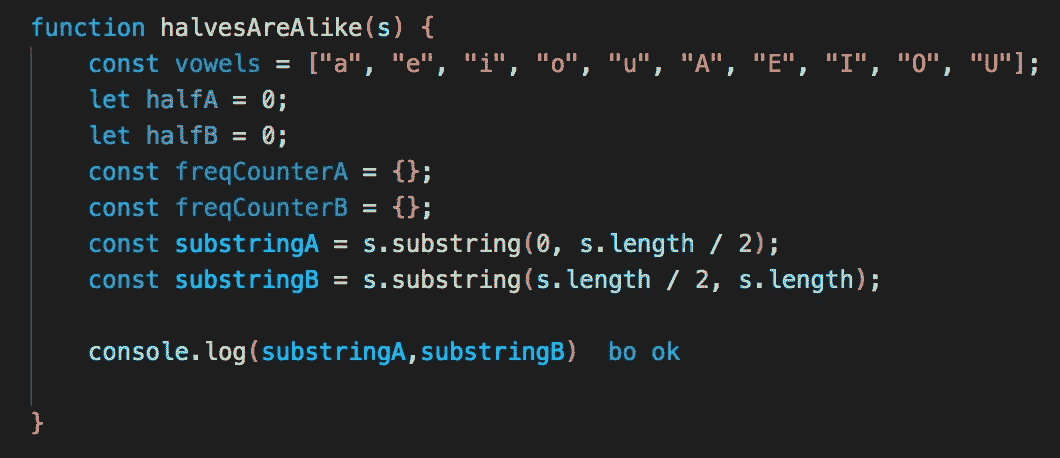 function halvesAreAlike(s) {
    const vowels = ["a", "e", "i", "o", "u", "A", "E", "I", "O", "U"];
    let halfA = 0;
    let halfB = 0;
    const freqCounterA = {};
    const freqCounterB = {};
    const substringA = s.substring(0, s.length / 2);
    const substringB = s.substring(s.length / 2, s.length);

    console.log(substringA,substringB)  bo ok

}